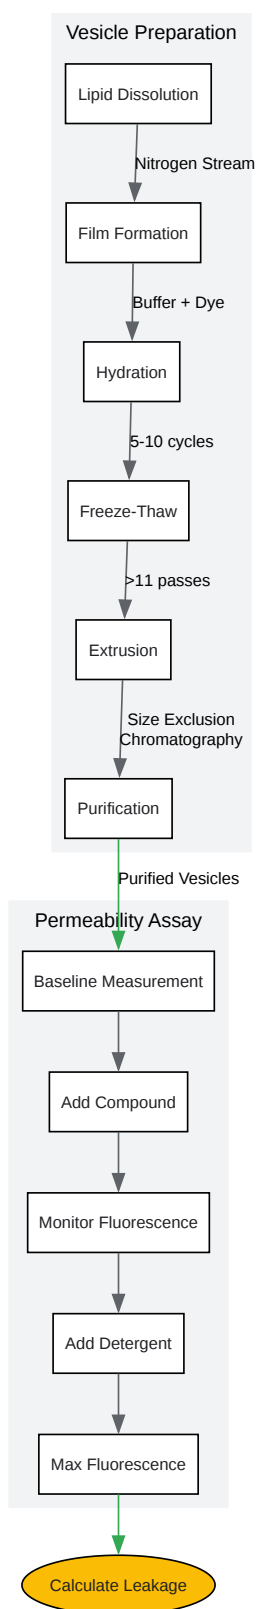 Vesicle Preparation
Lipid Dissolution
Nitrogen Stream
Film Formation
Buffer + Dye
Hydration
5-10 cycles
Freeze-Thaw
>11 passes
Extrusion
Size Exclusion
Chromatography
Purification
Purified Vesicles
Permeability Assay
Baseline Measurement
Add Compound
Monitor Fluorescence
Add Detergent
Max Fluorescence
Calculate Leakage